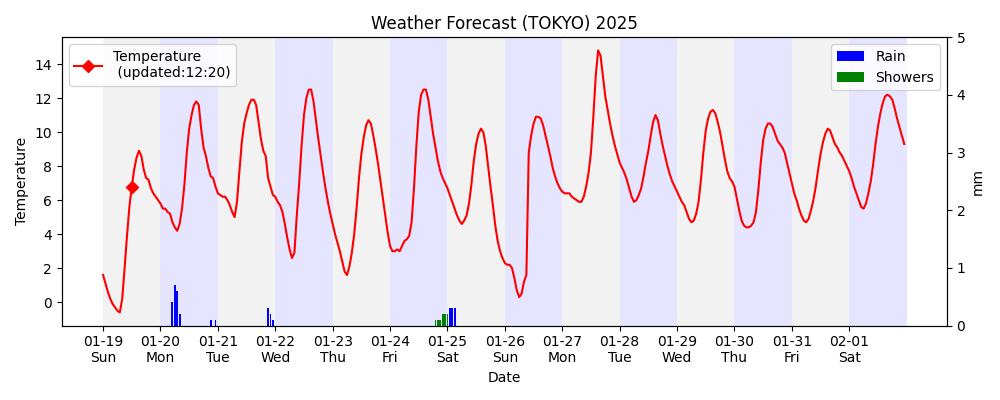 Weather Forecast (TOKYO) 2025
Temperature
(updated:12:20)
Rain
Showers
Temperature
14
12
10
8
6
4
2
0
5
4
3
2
1
0
mm
01-19 01-20 01-21 01-22 01-23 01-24 01-25 01-26 01-27 01-28 01-29 01-30 01-31 02-01
Sun Mon Tue Wed Thu Fri Sat Sun Mon Tue Wed Thu Fri Sat
Date